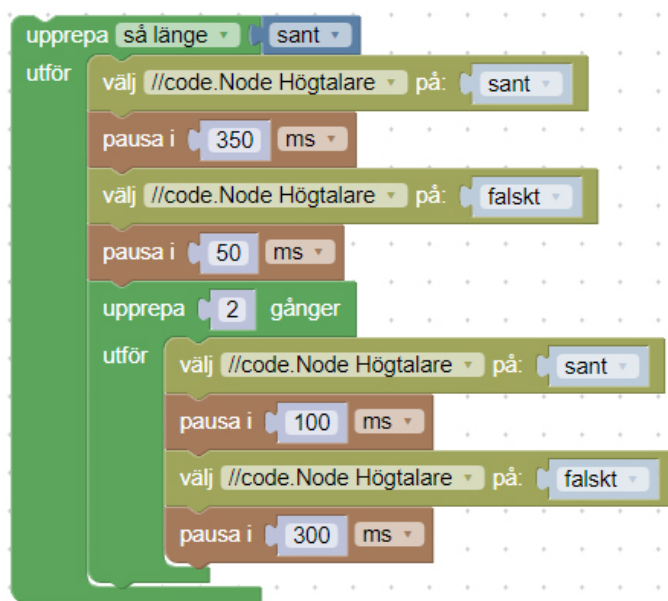 upprepa så länge sant
utför
välj //code.Node Högtalare på: sant
pausa i 350 ms
välj //code.Node Högtalare på: falskt
pausa i 50 ms
upprepa 2 gånger
utför
välj //code.Node Högtalare på: sant
pausa i 100 ms
välj //code.Node Högtalare på: falskt
pausa i 300 ms